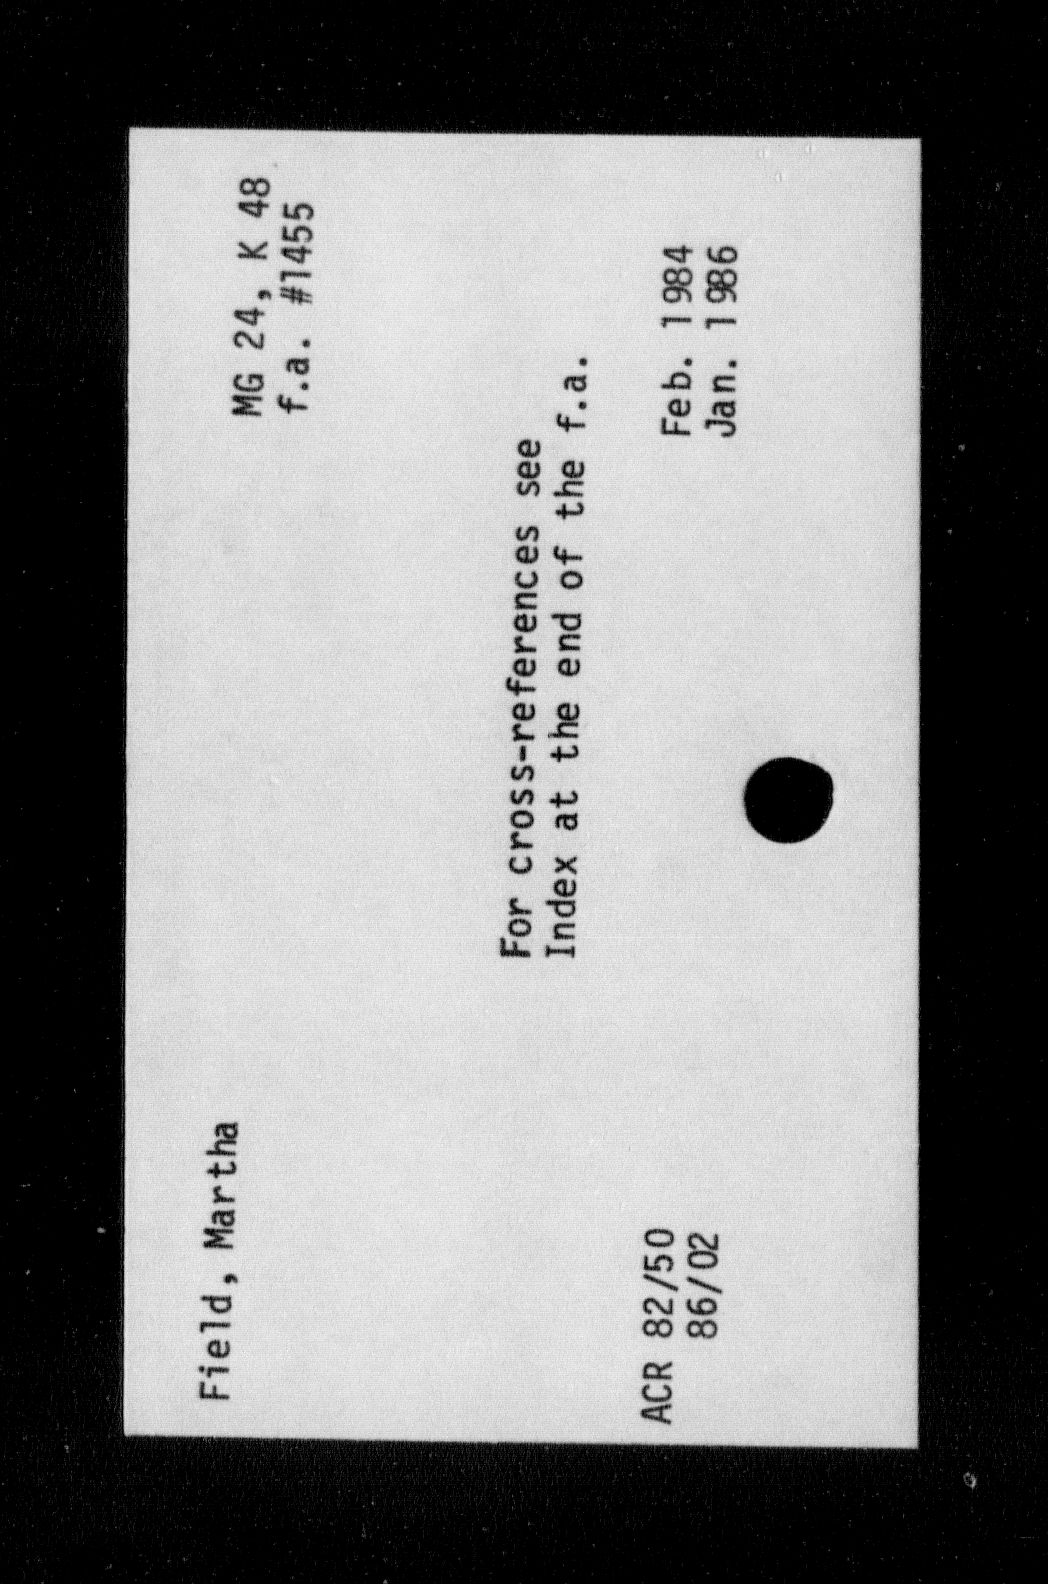 Field, Martha
MG 24, K 48
f.a. #1455
For cross-references see
Index at the end of the f.a.
ACR 82/50
86/02
Feb. 1984
Jan. 1986